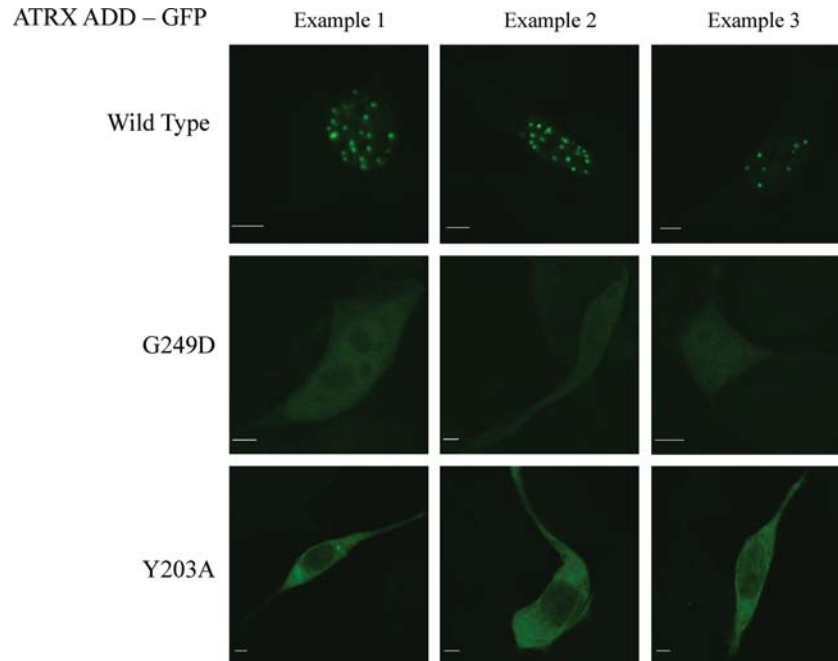 ATRX ADD – GFP Example 1 Example 2 Example 3
Wild Type
G249D
Y203A